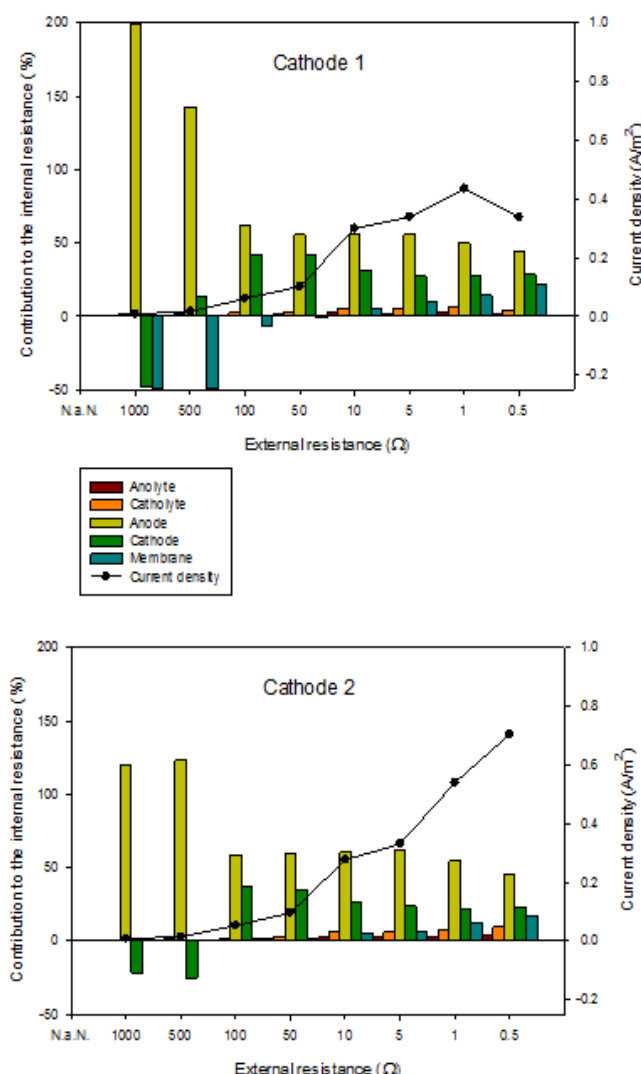 Cathode 1
Contribution to the internal resistance (%)
200
150
100
50
0
-50
1.0
0.8
0.6
0.4
0.2
0.0
-0.2
Current density (A/m²)
N.a.N. 1000 500 100 50 10 5 1 0.5
External resistance (Ω)
Anolyte
Catholyte
Anode
Cathode
Membrane
Current density
Cathode 2
Contribution to the internal resistance (%)
200
150
100
50
0
-50
1.0
0.8
0.6
0.4
0.2
0.0
-0.2
Current density (A/m²)
N.a.N. 1000 500 100 50 10 5 1 0.5
External resistance (Ω)